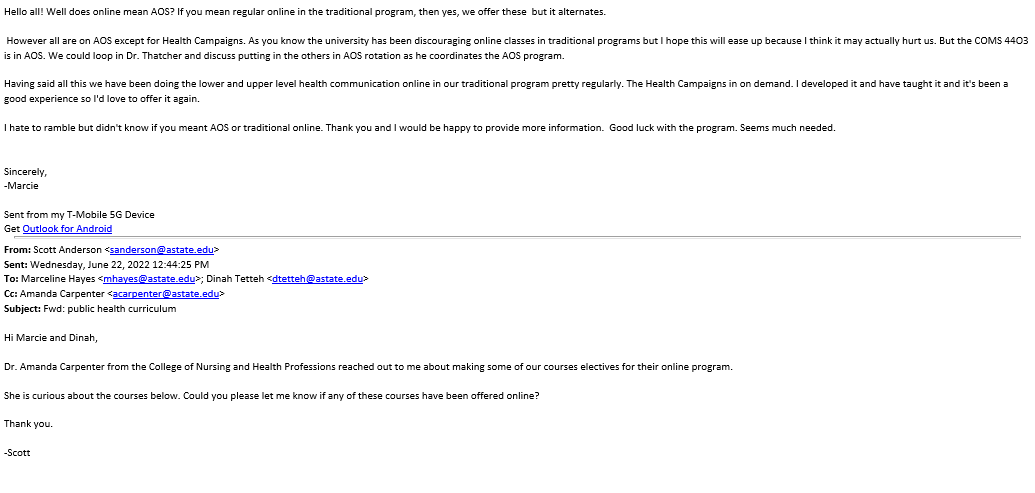 Hello all! Well does online mean AOS? If you mean regular online in the traditional program, then yes, we offer these  but it alternates.
However all are on AOS except for Health Campaigns. As you know the university has been discouraging online classes in traditional programs but I hope this will ease up because I think it may actually hurt us. But the COMS 4403
is in AOS. We could loop in Dr. Thatcher and discuss putting in the others in AOS rotation as he coordinates the AOS program.
Having said all this we have been doing the lower and upper level health communication online in our traditional program pretty regularly. The Health Campaigns in on demand. I developed it and have taught it and it's been a
good experience so I'd love to offer it again.
I hate to ramble but didn't know if you meant AOS or traditional online. Thank you and I would be happy to provide more information.  Good luck with the program. Seems much needed.
Sincerely,
-Marcie
Sent from my T-Mobile 5G Device
Get Outlook for Android
From: Scott Anderson <sanderson@astate.edu>
Sent: Wednesday, June 22, 2022 12:44:25 PM
To: Marceline Hayes <mhayes@astate.edu>; Dinah Tetteh <dtetteh@astate.edu>
Cc: Amanda Carpenter <acarpenter@astate.edu>
Subject: Fwd: public health curriculum
Hi Marcie and Dinah,
Dr. Amanda Carpenter from the College of Nursing and Health Professions reached out to me about making some of our courses electives for their online program.
She is curious about the courses below. Could you please let me know if any of these courses have been offered online?
Thank you.
-Scott